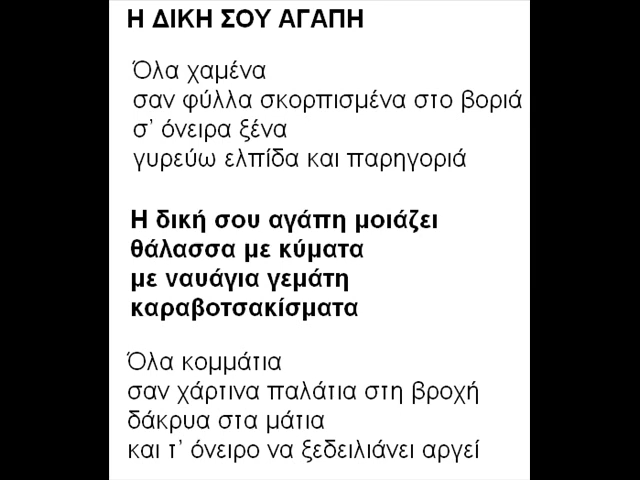 Η ΔΙΚΗ ΣΟΥ ΑΓΑΠΗ
Όλα χαμένα
σαν φύλλα σκορπισμένα στο βοριά
σ' όνειρα ξένα
γυρεύω ελπίδα και παρηγοριά
Η δική σου αγάπη μοιάζει
θάλασσα με κύματα
με ναυάγια γεμάτη
καραβοτσακίσματα
Όλα κομμάτια
σαν χάρτινα παλάτια στη βροχή
δάκρυα στα μάτια
και τ' όνειρο να ξεδειλιάνει αργεί